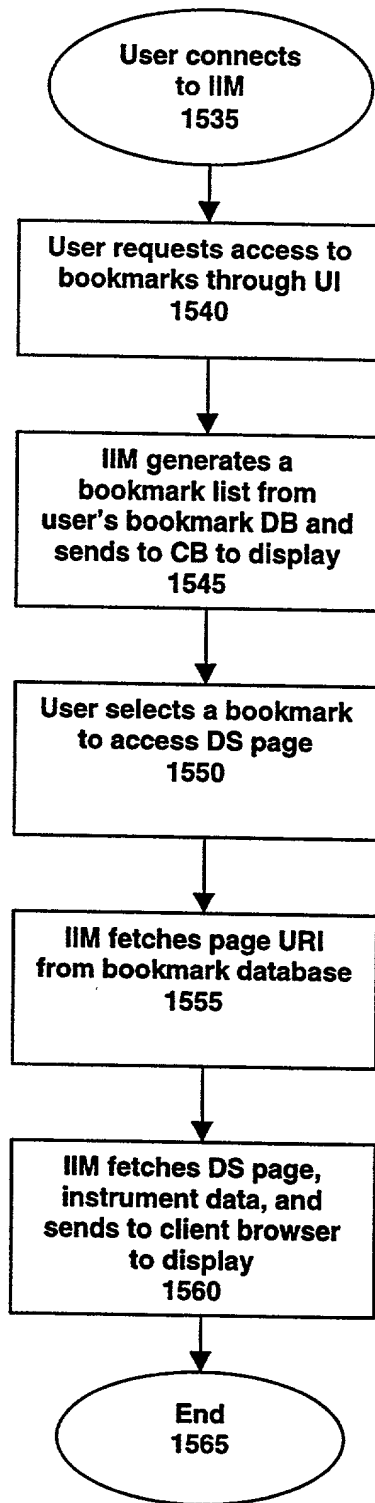 User connects
to IIM
1535
User requests access to
bookmarks through UI
1540
IIM generates a
bookmark list from
user's bookmark DB and
sends to CB to display
1545
User selects a bookmark
to access DS page
1550
IIM fetches page URI
from bookmark database
1555
IIM fetches DS page,
instrument data, and
sends to client browser
to display
1560
End
1565